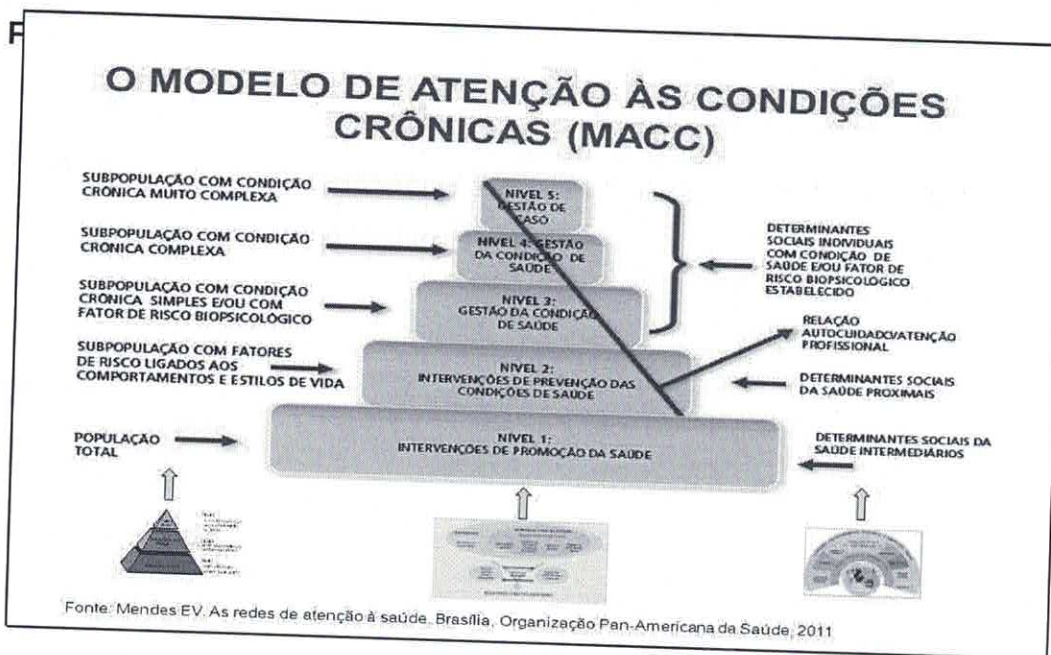 F
O MODELO DE ATENÇÃO ÀS CONDIÇÕES
CRÔNICAS (MACC)
SUBPOPULAÇÃO COM CONDIÇÃO
CRÔNICA MUITO COMPLEXA
SUBPOPULAÇÃO COM CONDIÇÃO
CRÔNICA COMPLEXA
SUBPOPULAÇÃO COM CONDIÇÃO
CRÔNICA SIMPLES E/OU COM
FATOR DE RISCO BIOPSICOLÓGICO
SUBPOPULAÇÃO COM FATORES
DE RISCO LIGADOS AOS
COMPORTAMENTOS E ESTILOS DE VIDA
POPULAÇÃO
TOTAL
NIVEL 5:
GESTÃO DE
CASO
NIVEL 4: GESTÃO
DA CONDIÇÃO DE
SAÚDE
NIVEL 3:
GESTÃO DA CONDIÇÃO
DE SAÚDE
NIVEL 2:
INTERVENÇÕES DE PREVENÇÃO DAS
CONDIÇÕES DE SAÚDE
NIVEL 1:
INTERVENÇÕES DE PROMOÇÃO DA SAÚDE
DETERMINANTES
SOCIAIS INDIVIDUAIS
COM CONDIÇÃO DE
SAÚDE E/OU FATOR DE
RISCO BIOPSICOLÓGICO
ESTABELECIDO
RELAÇÃO
AUTOCUIDADO/ATENÇÃO
PROFISSIONAL
DETERMINANTES SOCIAIS
DA SAÚDE PROXIMAIS
DETERMINANTES SOCIAIS DA
SAÚDE INTERMEDIÁRIOS
Fonte: Mendes EV. As redes de atenção à saúde. Brasília, Organização Pan-Americana da Saúde, 2011